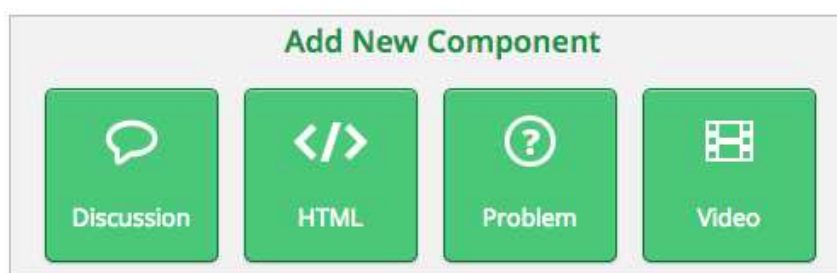 Add New Component
Discussion
HTML
Problem
Video